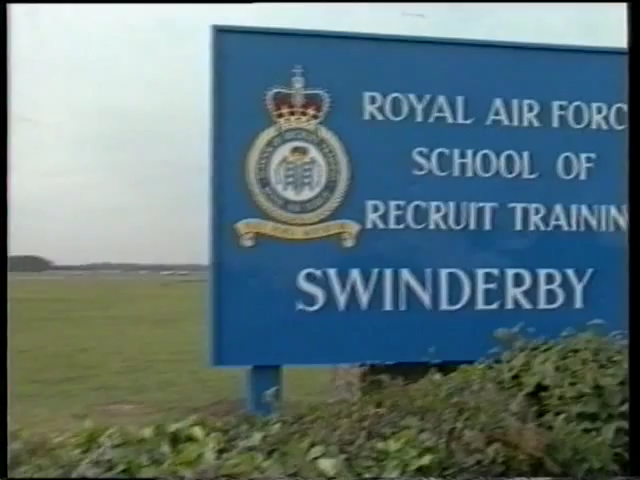 ROYAL AIR FORC
SCHOOL OF
RECRUIT TRAININ
SWINDERBY